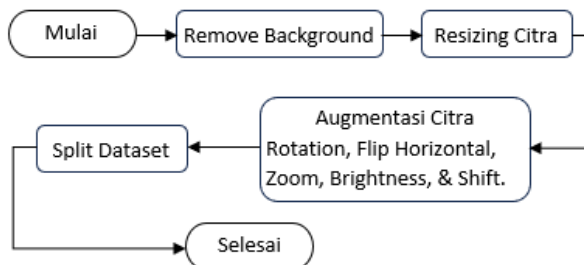 Mulai
Remove Background
Resizing Citra
Augmentasi Citra
Rotation, Flip Horizontal,
Zoom, Brightness, & Shift.
Split Dataset
Selesai